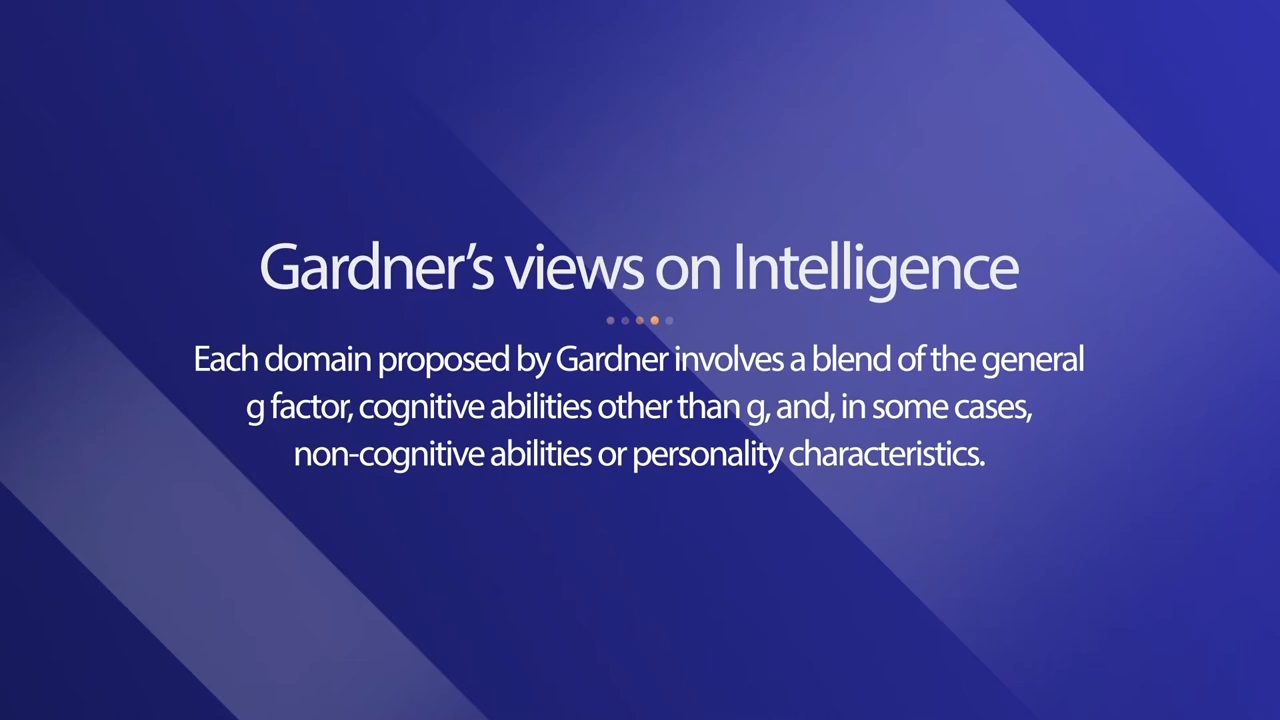 Gardner’s views on Intelligence
Each domain proposed by Gardner involves a blend of the general
g factor, cognitive abilities other than g, and, in some cases,
non-cognitive abilities or personality characteristics.